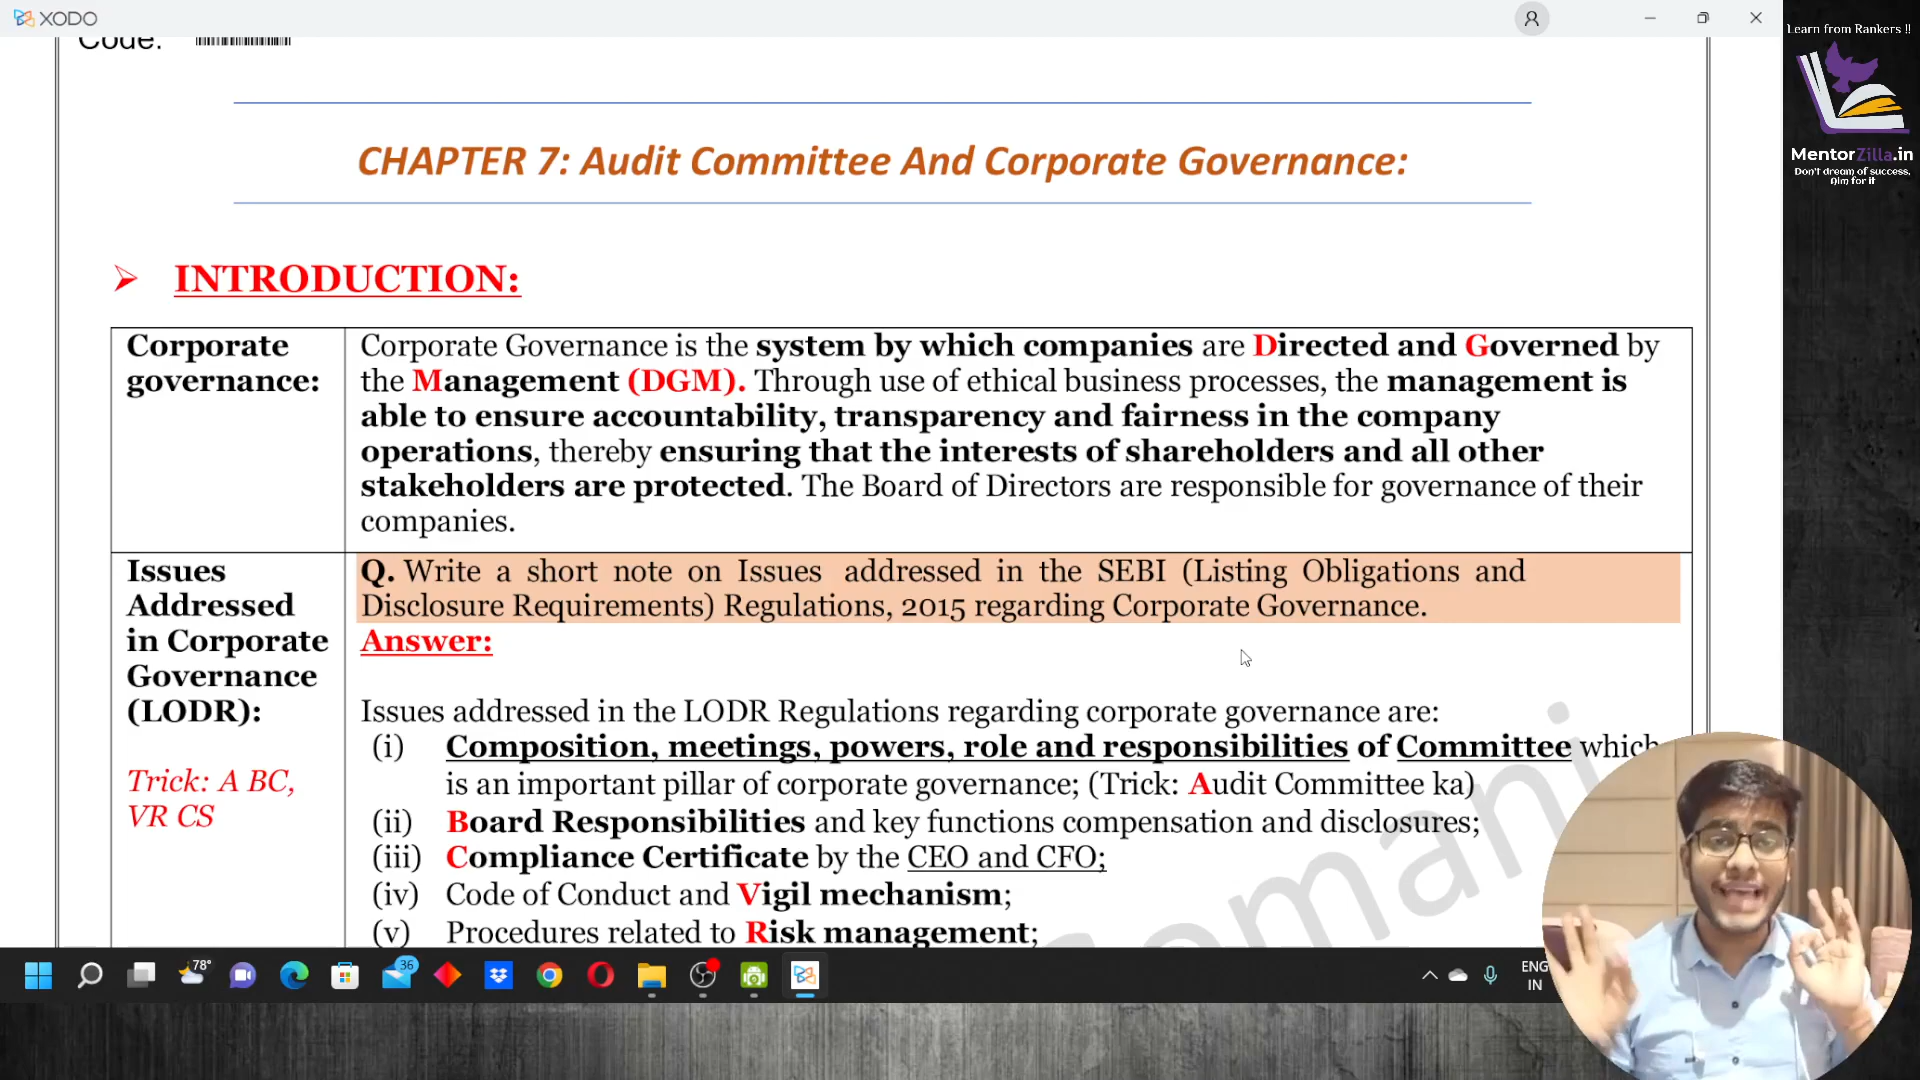 XODO
Code:
Learn from Rankers !!
MentorZilla.in
Don't dream of success,
Aim for it
CHAPTER 7: Audit Committee And Corporate Governance:
➢ INTRODUCTION:
Corporate
governance:
Corporate Governance is the system by which companies are Directed and Governed by
the Management (DGM). Through use of ethical business processes, the management is
able to ensure accountability, transparency and fairness in the company
operations, thereby ensuring that the interests of shareholders and all other
stakeholders are protected. The Board of Directors are responsible for governance of their
companies.
Issues
Addressed
in Corporate
Governance
(LODR):
Trick: A BC,
VR CS
Q. Write a short note on Issues addressed in the SEBI (Listing Obligations and
Disclosure Requirements) Regulations, 2015 regarding Corporate Governance.
Answer:
Issues addressed in the LODR Regulations regarding corporate governance are:
(i) Composition, meetings, powers, role and responsibilities of Committee which
is an important pillar of corporate governance; (Trick: Audit Committee ka)
(ii) Board Responsibilities and key functions compensation and disclosures;
(iii) Compliance Certificate by the CEO and CFO;
(iv) Code of Conduct and Vigil mechanism;
(v) Procedures related to Risk management;
78°
36
ENG
IN